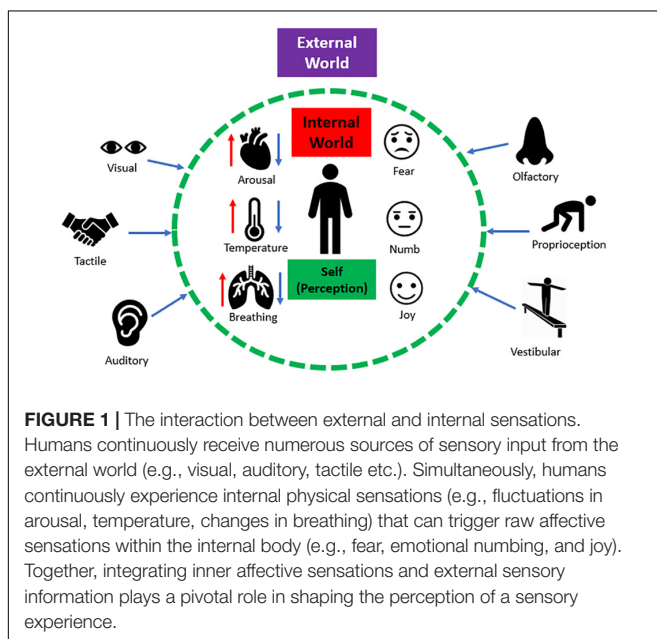 External
World
Internal
World
Visual
Arousal
Fear
Olfactory
Tactile
Temperature
Numb
Proprioception
Self
(Perception)
Auditory
Breathing
Joy
Vestibular
FIGURE 1 | The interaction between external and internal sensations.
Humans continuously receive numerous sources of sensory input from the
external world (e.g., visual, auditory, tactile etc.). Simultaneously, humans
continuously experience internal physical sensations (e.g., fluctuations in
arousal, temperature, changes in breathing) that can trigger raw affective
sensations within the internal body (e.g., fear, emotional numbing, and joy).
Together, integrating inner affective sensations and external sensory
information plays a pivotal role in shaping the perception of a sensory
experience.